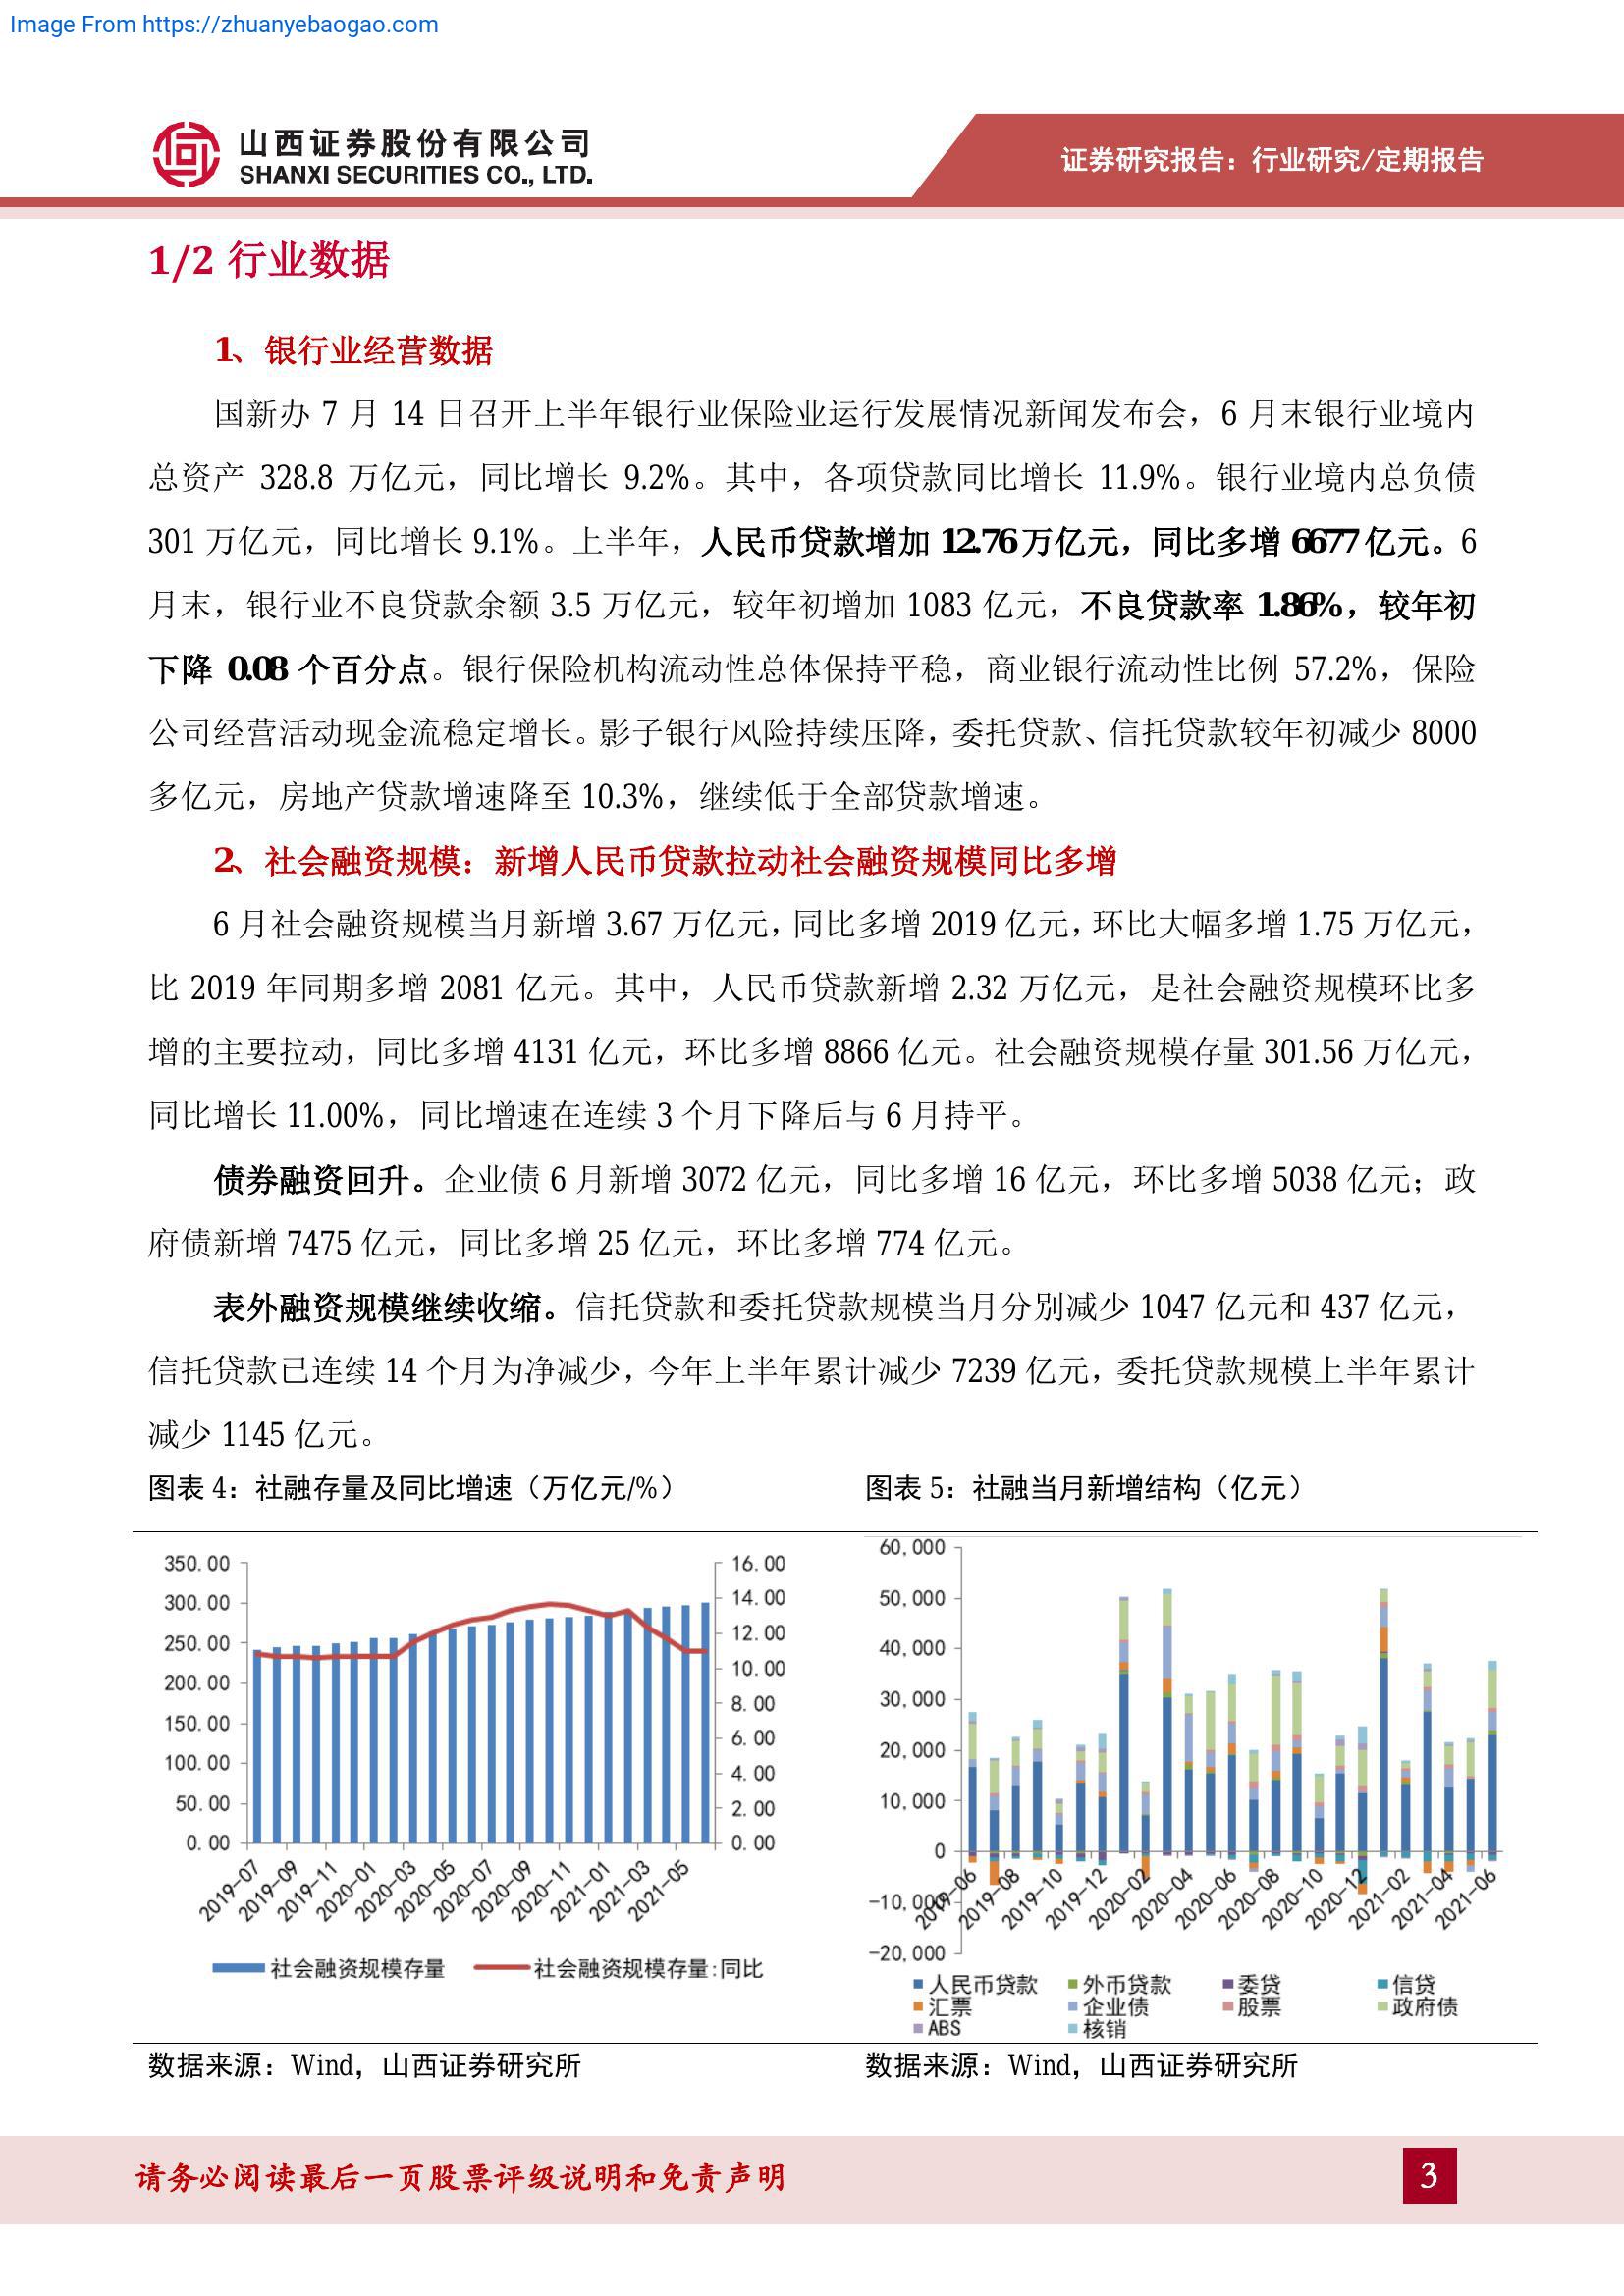 Image From https://zhuanyebaogao.com
山西证券股份有限公司
SHANXI SECURITIES CO., LTD.
证券研究报告：行业研究/定期报告
1/2 行业数据
1、银行业经营数据
国新办 7 月 14 日召开上半年银行业保险业运行发展情况新闻发布会，6 月末银行业境内
总资产 328.8 万亿元，同比增长 9.2%。其中，各项贷款同比增长 11.9%。银行业境内总负债
301 万亿元，同比增长 9.1%。上半年，人民币贷款增加 12.76 万亿元，同比多增 6677 亿元。6
月末，银行业不良贷款余额 3.5 万亿元，较年初增加 1083 亿元，不良贷款率 1.86%，较年初
下降 0.08 个百分点。银行保险机构流动性总体保持平稳，商业银行流动性比例 57.2%，保险
公司经营活动现金流稳定增长。影子银行风险持续压降，委托贷款、信托贷款较年初减少 8000
多亿元，房地产贷款增速降至 10.3%，继续低于全部贷款增速。
2、社会融资规模：新增人民币贷款拉动社会融资规模同比多增
6 月社会融资规模当月新增 3.67 万亿元，同比多增 2019 亿元，环比大幅多增 1.75 万亿元，
比 2019 年同期多增 2081 亿元。其中，人民币贷款新增 2.32 万亿元，是社会融资规模环比多
增的主要拉动，同比多增 4131 亿元，环比多增 8866 亿元。社会融资规模存量 301.56 万亿元，
同比增长 11.00%，同比增速在连续 3 个月下降后与 6 月持平。
债券融资回升。企业债 6 月新增 3072 亿元，同比多增 16 亿元，环比多增 5038 亿元；政
府债新增 7475 亿元，同比多增 25 亿元，环比多增 774 亿元。
表外融资规模继续收缩。信托贷款和委托贷款规模当月分别减少 1047 亿元和 437 亿元，
信托贷款已连续 14 个月为净减少，今年上半年累计减少 7239 亿元，委托贷款规模上半年累计
减少 1145 亿元。
图表 4：社融存量及同比增速（万亿元/%）
350.00
300.00
250.00
200.00
150.00
100.00
50.00
0.00
16.00
14.00
12.00
10.00
8.00
6.00
4.00
2.00
0.00
2019-07
2019-09
2019-11
2020-01
2020-03
2020-05
2020-07
2020-09
2020-11
2021-01
2021-03
2021-05
社会融资规模存量
社会融资规模存量:同比
数据来源：Wind，山西证券研究所
图表 5：社融当月新增结构（亿元）
60,000
50,000
40,000
30,000
20,000
10,000
0
-10,000
-20,000
2019-06
2019-08
2019-10
2019-12
2020-02
2020-04
2020-06
2020-08
2020-10
2020-12
2021-02
2021-04
2021-06
人民币贷款 外币贷款 委贷 信贷
汇票 企业债 股票 政府债
ABS 核销
数据来源：Wind，山西证券研究所
请务必阅读最后一页股票评级说明和免责声明
3